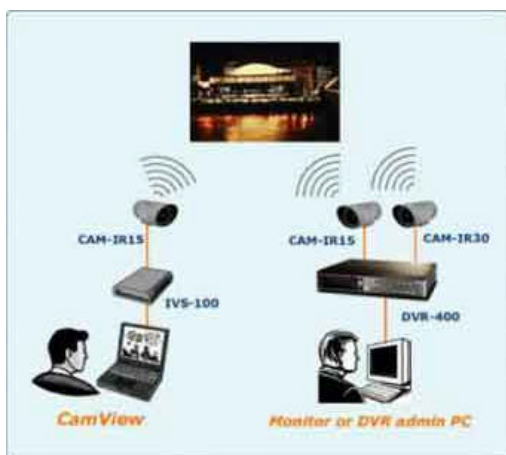 CAM-IR15
CAM-IR15
CAM-IR30
IVS-100
DVR-400
CamView
Monitor or DVR admin PC